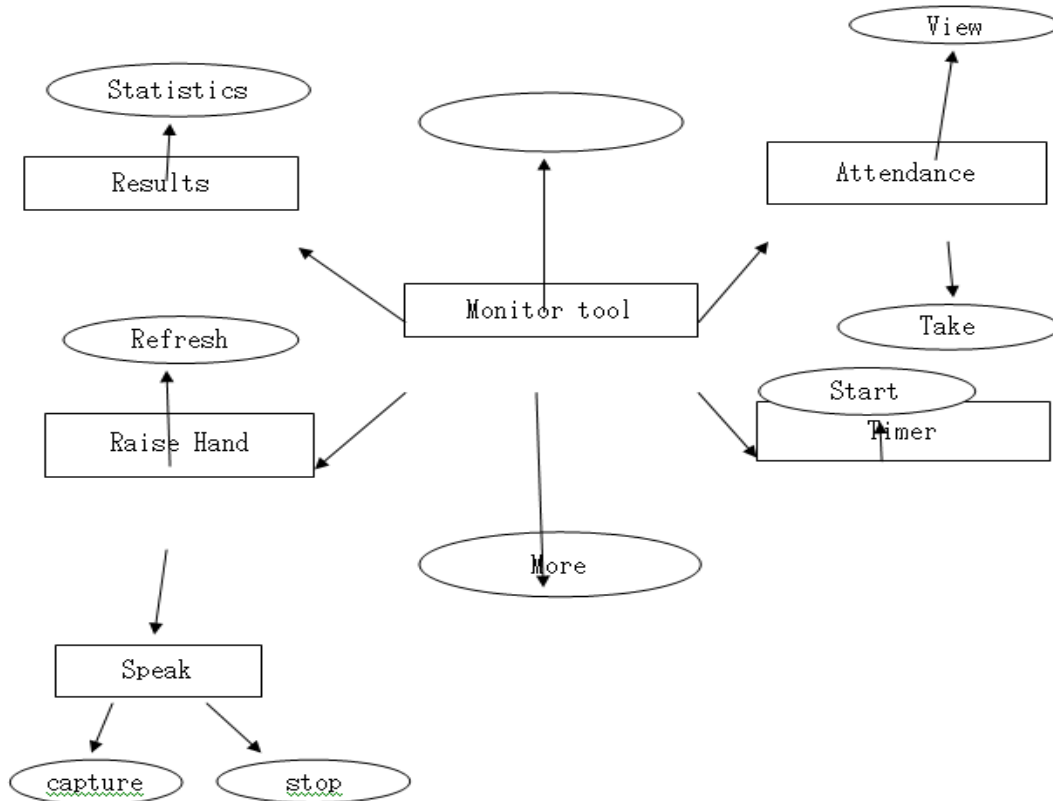 View
Statistics
Results
Attendance
Monitor tool
Refresh
Take
Start
Raise Hand
Timer
More
Speak
capture
stop